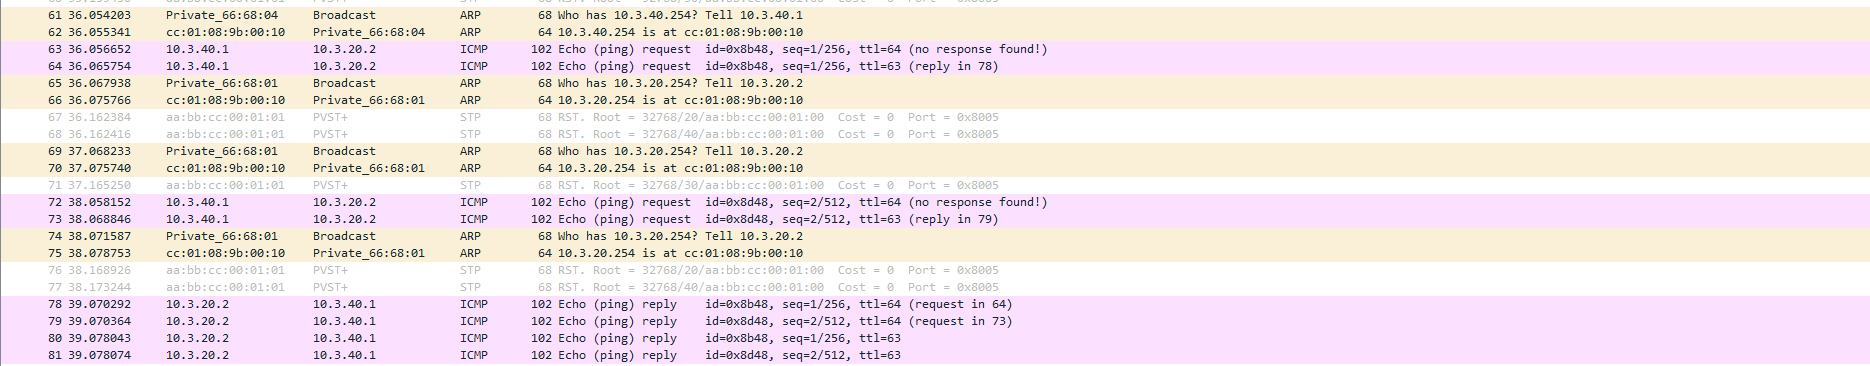 61 36.054203 Private_66:68:04 Broadcast ARP 68 Who has 10.3.40.254? Tell 10.3.40.1
62 36.055341 cc:01:08:9b:00:10 Private_66:68:04 ARP 64 10.3.40.254 is at cc:01:08:9b:00:10
63 36.056652 10.3.40.1 10.3.20.2 ICMP 102 Echo (ping) request id=0x8b48, seq=1/256, ttl=64 (no response found!)
64 36.065754 10.3.40.1 10.3.20.2 ICMP 102 Echo (ping) request id=0x8b48, seq=1/256, ttl=63 (reply in 78)
65 36.067938 Private_66:68:01 Broadcast ARP 68 Who has 10.3.20.254? Tell 10.3.20.2
66 36.075766 cc:01:08:9b:00:10 Private_66:68:01 ARP 64 10.3.20.254 is at cc:01:08:9b:00:10
67 36.162384 aa:bb:cc:00:01:01 PVST+ STP 68 RST. Root = 32768/20/aa:bb:cc:00:01:00 Cost = 0 Port = 0x8005
68 36.162416 aa:bb:cc:00:01:01 PVST+ STP 68 RST. Root = 32768/40/aa:bb:cc:00:01:00 Cost = 0 Port = 0x8005
69 37.068233 Private_66:68:01 Broadcast ARP 68 Who has 10.3.20.254? Tell 10.3.20.2
70 37.075740 cc:01:08:9b:00:10 Private_66:68:01 ARP 64 10.3.20.254 is at cc:01:08:9b:00:10
71 37.165250 aa:bb:cc:00:01:01 PVST+ STP 68 RST. Root = 32768/30/aa:bb:cc:00:01:00 Cost = 0 Port = 0x8005
72 38.058152 10.3.40.1 10.3.20.2 ICMP 102 Echo (ping) request id=0x8d48, seq=2/512, ttl=64 (no response found!)
73 38.068846 10.3.40.1 10.3.20.2 ICMP 102 Echo (ping) request id=0x8d48, seq=2/512, ttl=63 (reply in 79)
74 38.071587 Private_66:68:01 Broadcast ARP 68 Who has 10.3.20.254? Tell 10.3.20.2
75 38.078753 cc:01:08:9b:00:10 Private_66:68:01 ARP 64 10.3.20.254 is at cc:01:08:9b:00:10
76 38.168926 aa:bb:cc:00:01:01 PVST+ STP 68 RST. Root = 32768/20/aa:bb:cc:00:01:00 Cost = 0 Port = 0x8005
77 38.173244 aa:bb:cc:00:01:01 PVST+ STP 68 RST. Root = 32768/40/aa:bb:cc:00:01:00 Cost = 0 Port = 0x8005
78 39.070292 10.3.20.2 10.3.40.1 ICMP 102 Echo (ping) reply id=0x8b48, seq=1/256, ttl=64 (request in 64)
79 39.070364 10.3.20.2 10.3.40.1 ICMP 102 Echo (ping) reply id=0x8d48, seq=2/512, ttl=64 (request in 73)
80 39.078043 10.3.20.2 10.3.40.1 ICMP 102 Echo (ping) reply id=0x8b48, seq=1/256, ttl=63
81 39.078074 10.3.20.2 10.3.40.1 ICMP 102 Echo (ping) reply id=0x8d48, seq=2/512, ttl=63